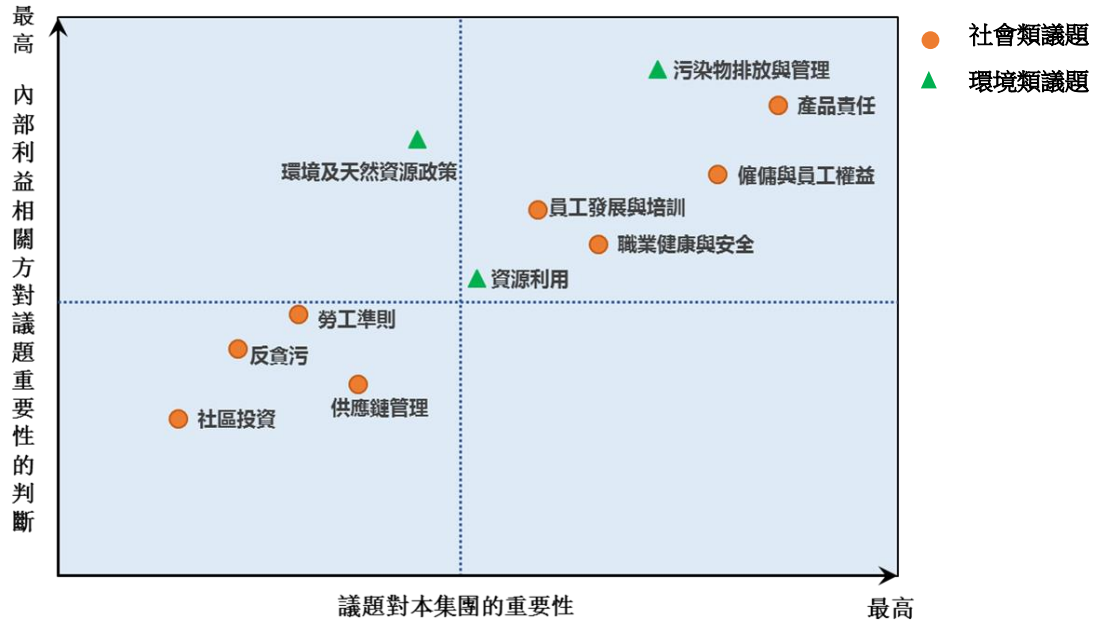 最高 內部利益相關方對議題重要性的判斷
社會類議題
環境類議題
污染物排放與管理
產品責任
環境及天然資源政策
僱傭與員工權益
員工發展與培訓
職業健康與安全
資源利用
勞工準則
反貪污
供應鏈管理
社區投資
議題對本集團的重要性
最高